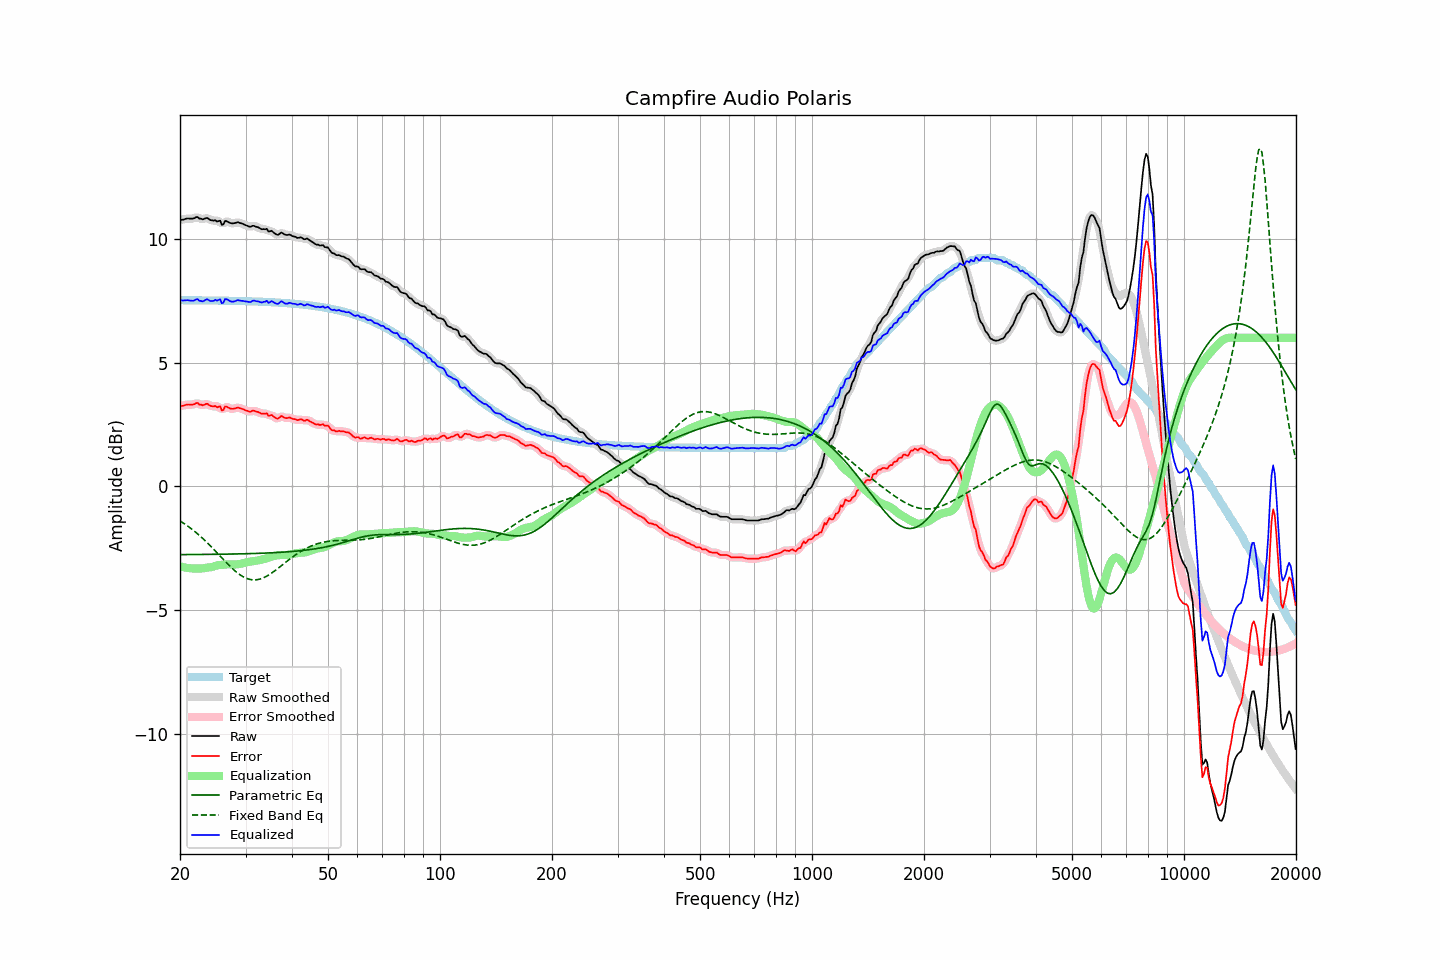 Campfire Audio Polaris
Amplitude (dBr)
10
5
0
−5
−10
Target
Raw Smoothed
Error Smoothed
Raw
Error
Equalization
Parametric Eq
Fixed Band Eq
Equalized
20 50 100 200 500 1000 2000 5000 10000 20000
Frequency (Hz)